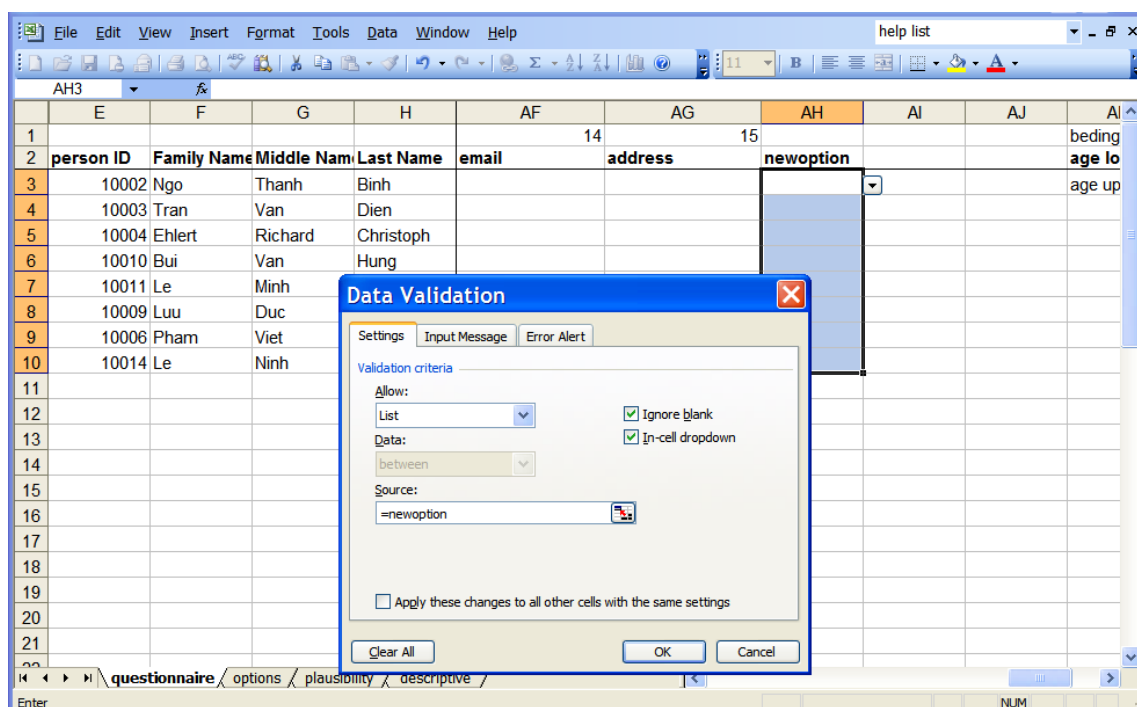 File Edit View Insert Format Tools Data Window Help help list
11 B A
AH3 fx
E F G H AF AG AH AI AJ
1 14 15 beding
2 person ID Family Name Middle Nam Last Name email address newoption age lo
3 10002 Ngo Thanh Binh age up
4 10003 Tran Van Dien
5 10004 Ehlert Richard Christoph
6 10010 Bui Van Hung
7 10011 Le Minh
8 10009 Luu Duc
9 10006 Pham Viet
10 10014 Le Ninh
11
12
13
14
15
16
17
18
19
20
21
Data Validation
Settings Input Message Error Alert
Validation criteria
Allow:
List
Ignore blank
Data:
In-cell dropdown
between
Source:
=newoption
Apply these changes to all other cells with the same settings
Clear All OK Cancel
questionnaire options plausibility descriptive
Enter NUM